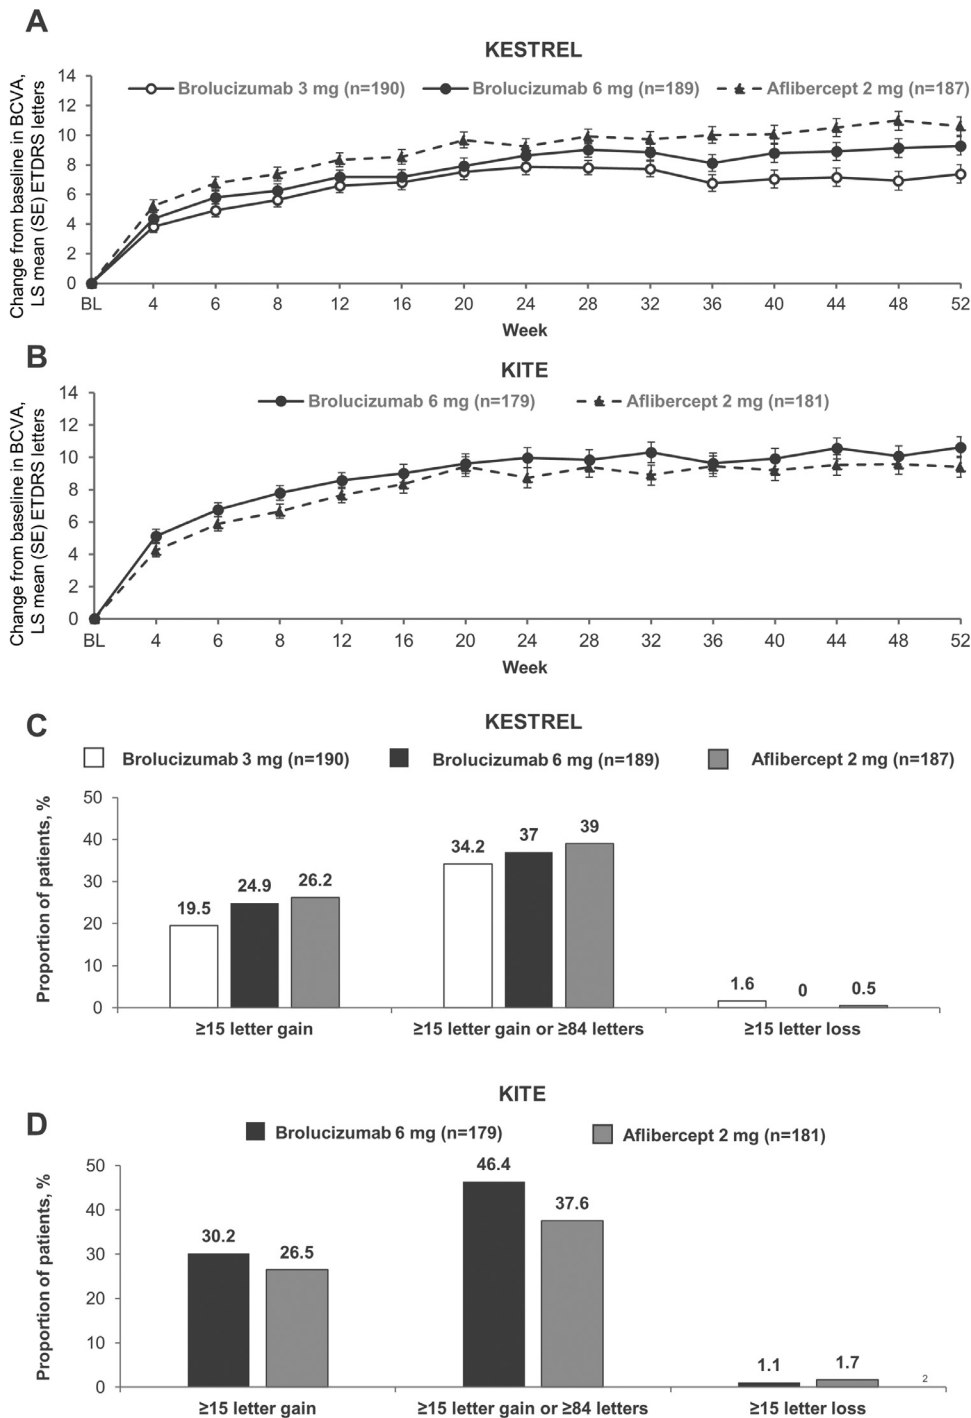 A
KESTREL
Brolucizumab 3 mg (n=190) Brolucizumab 6 mg (n=189) Aflibercept 2 mg (n=187)
Change from baseline in BCVA,
LS mean (SE) ETDRS letters
14
12
10
8
6
4
2
0
BL 4 6 8 12 16 20 24 28 32 36 40 44 48 52
Week
B
KITE
Brolucizumab 6 mg (n=179) Aflibercept 2 mg (n=181)
Change from baseline in BCVA,
LS mean (SE) ETDRS letters
14
12
10
8
6
4
2
0
BL 4 6 8 12 16 20 24 28 32 36 40 44 48 52
Week
C
KESTREL
Brolucizumab 3 mg (n=190) Brolucizumab 6 mg (n=189) Aflibercept 2 mg (n=187)
Proportion of patients, %
50
40
30
20
10
0
19.5 24.9 26.2
34.2 37 39
1.6 0 0.5
≥15 letter gain ≥15 letter gain or ≥84 letters ≥15 letter loss
KITE
D
Brolucizumab 6 mg (n=179) Aflibercept 2 mg (n=181)
Proportion of patients, %
50
40
30
20
10
0
30.2 26.5
46.4 37.6
1.1 1.7
2
≥15 letter gain ≥15 letter gain or ≥84 letters ≥15 letter loss